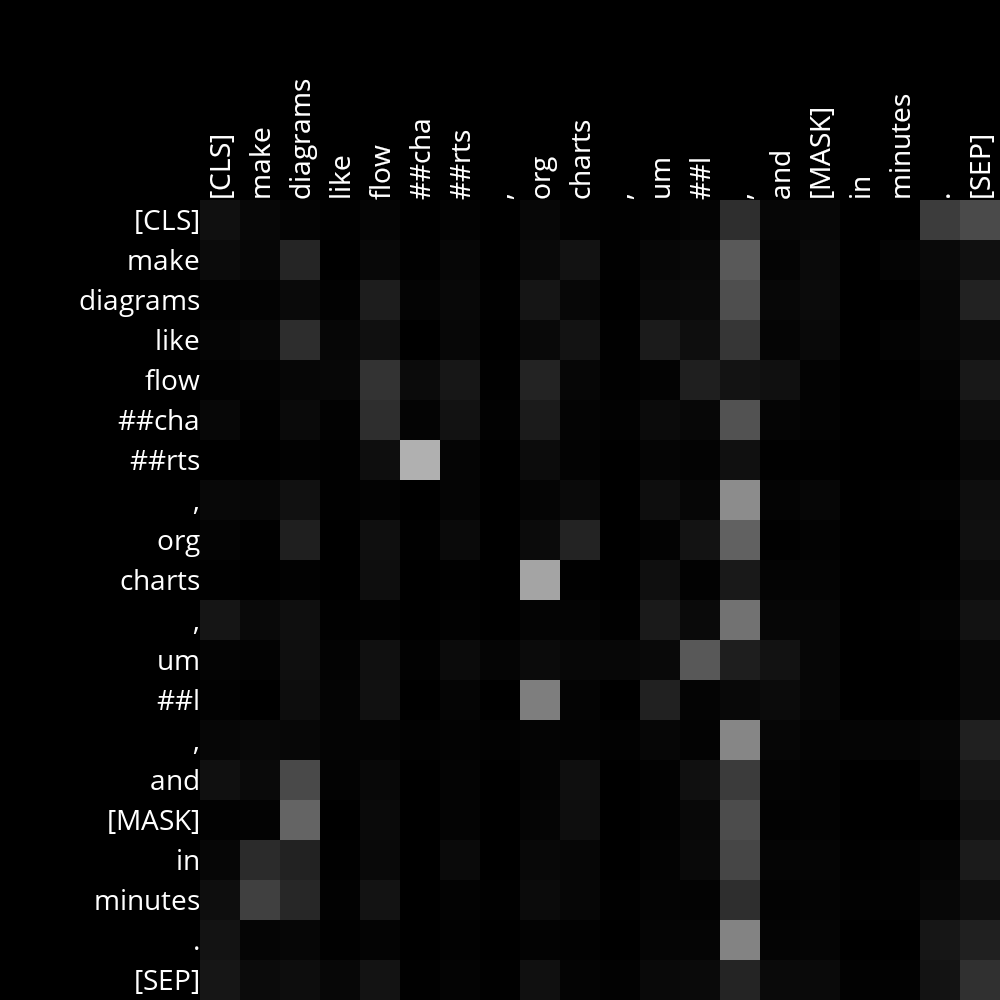 [CLS]
make
diagrams
like
flow
##cha
##rts
,
org
charts
,
um
##l
,
and
[MASK]
in
minutes
.
[SEP]
[CLS]
make
diagrams
like
flow
##cha
##rts
,
org
charts
,
um
##l
,
and
[MASK]
in
minutes
.
[SEP]